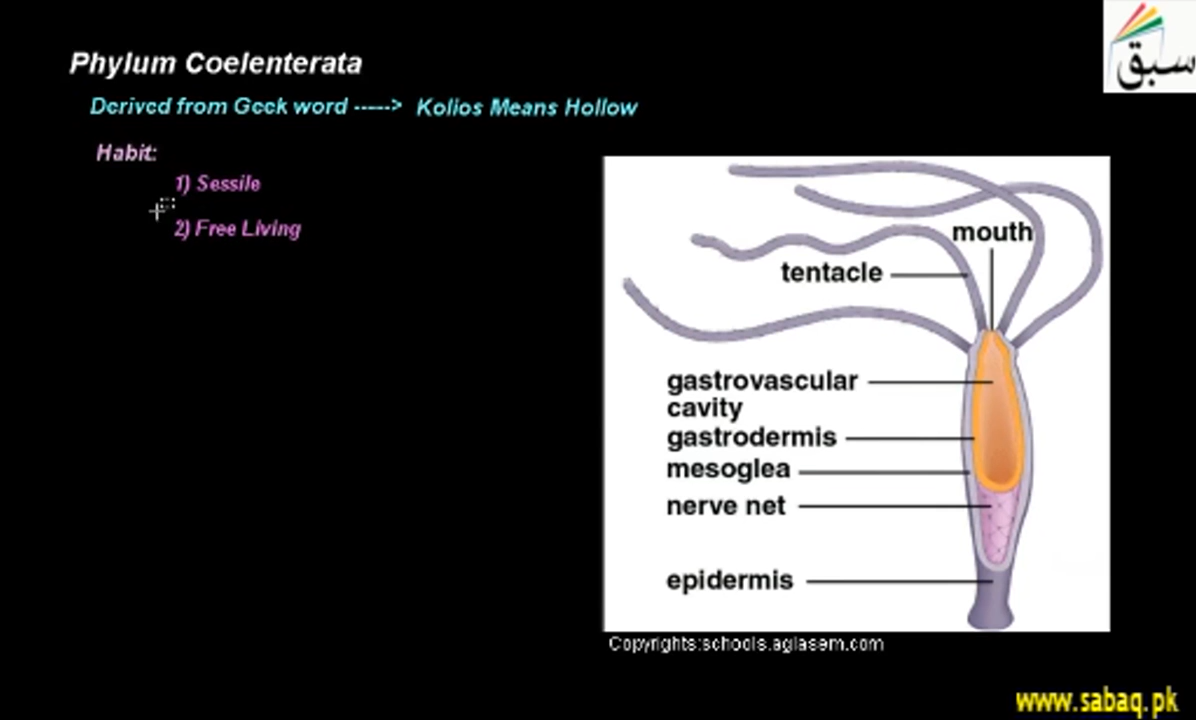 سبق
Phylum Coelenterata
Derived from Geek word -----> Kolios Means Hollow
Habit:
1) Sessile
2) Free Living
mouth
tentacle
gastrovascular
cavity
gastrodermis
mesoglea
nerve net
epidermis
Copyrights:schools.aglasem.com
www.sabaq.pk